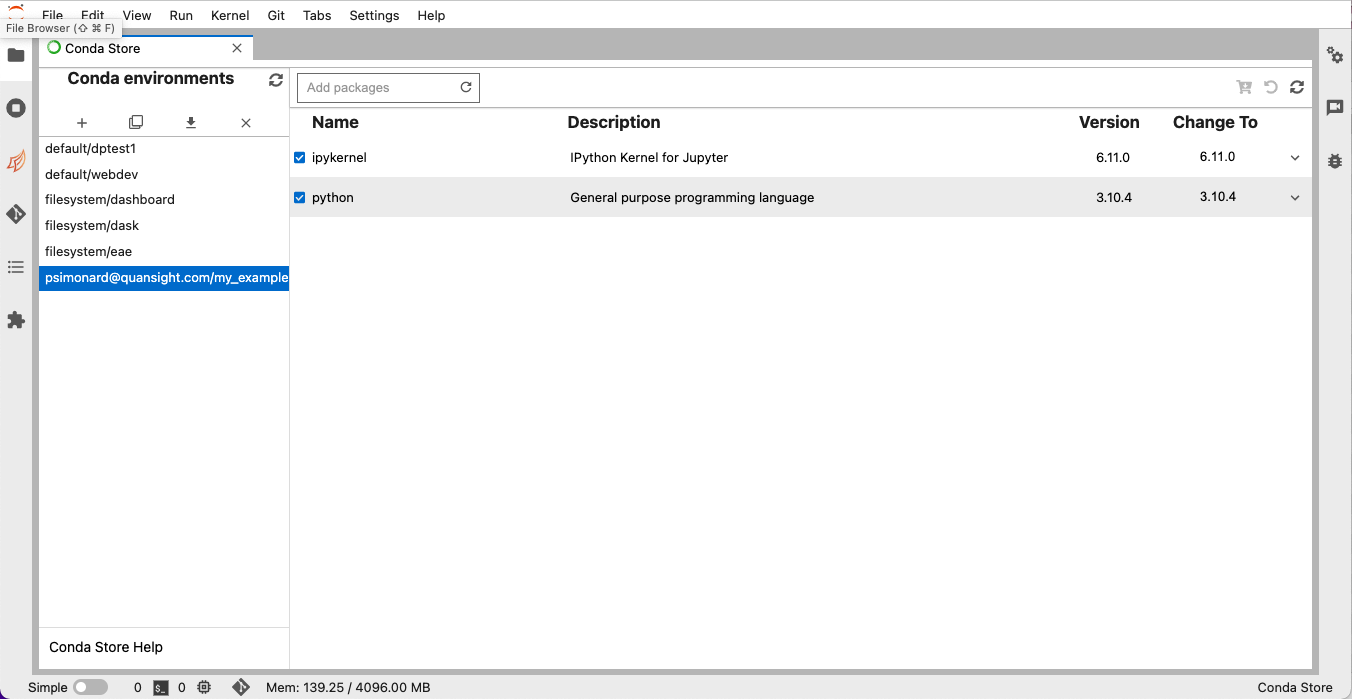 File Edit View Run Kernel Git Tabs Settings Help
File Browser (⇧ ⌘ F)
Conda Store
Conda environments
Add packages
Name Description Version Change To
default/dptest1
default/webdev
filesystem/dashboard
filesystem/dask
filesystem/eae
psimonard@quansight.com/my_example
ipykernel IPython Kernel for Jupyter 6.11.0 6.11.0
python General purpose programming language 3.10.4 3.10.4
Conda Store Help
Simple 0 $_ 0 Mem: 139.25 / 4096.00 MB Conda Store